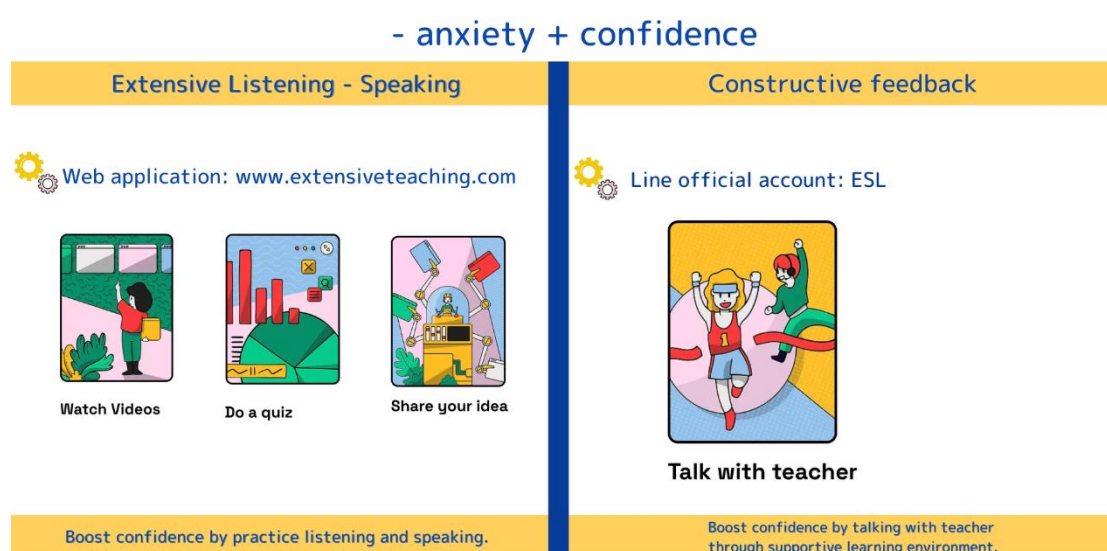 - anxiety + confidence
Extensive Listening - Speaking
Web application: www.extensiveteaching.com
Watch Videos
Do a quiz
Share your idea
Boost confidence by practice listening and speaking.
Constructive feedback
Line official account: ESL
1
Talk with teacher
Boost confidence by talking with teacher
through supportive learning environment.